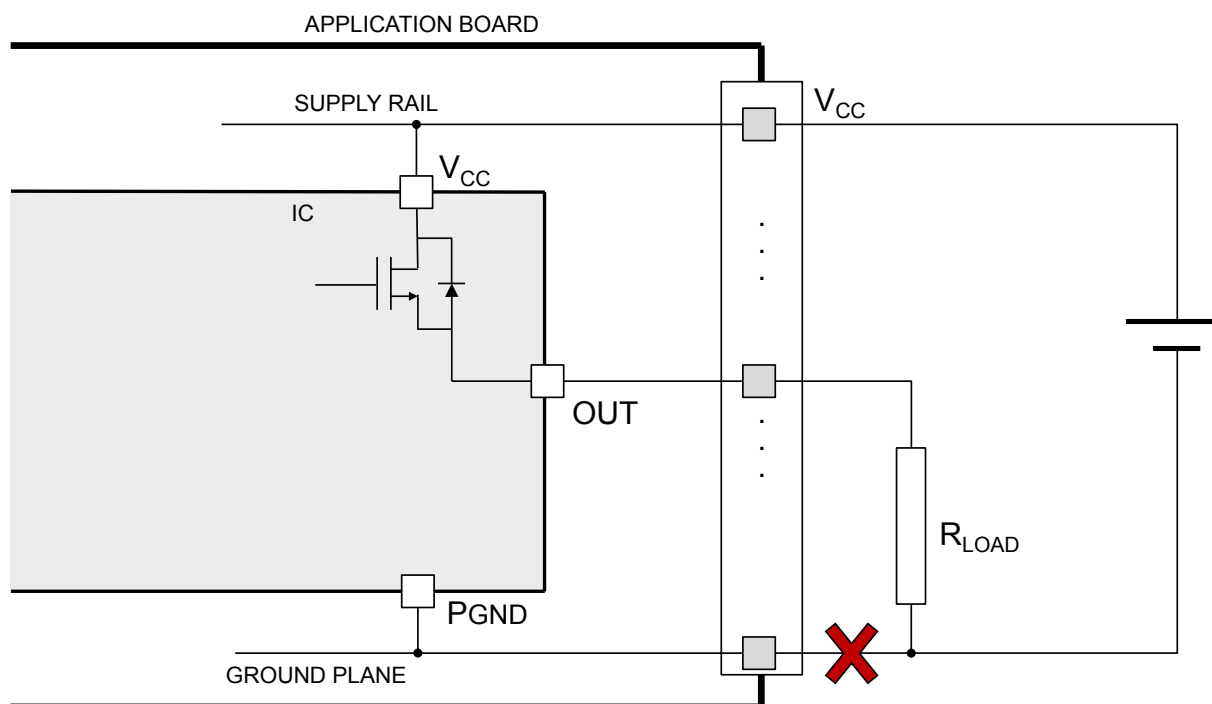 APPLICATION BOARD
SUPPLY RAIL
VCC
VCC
IC
OUT
RLOAD
PGND
GROUND PLANE